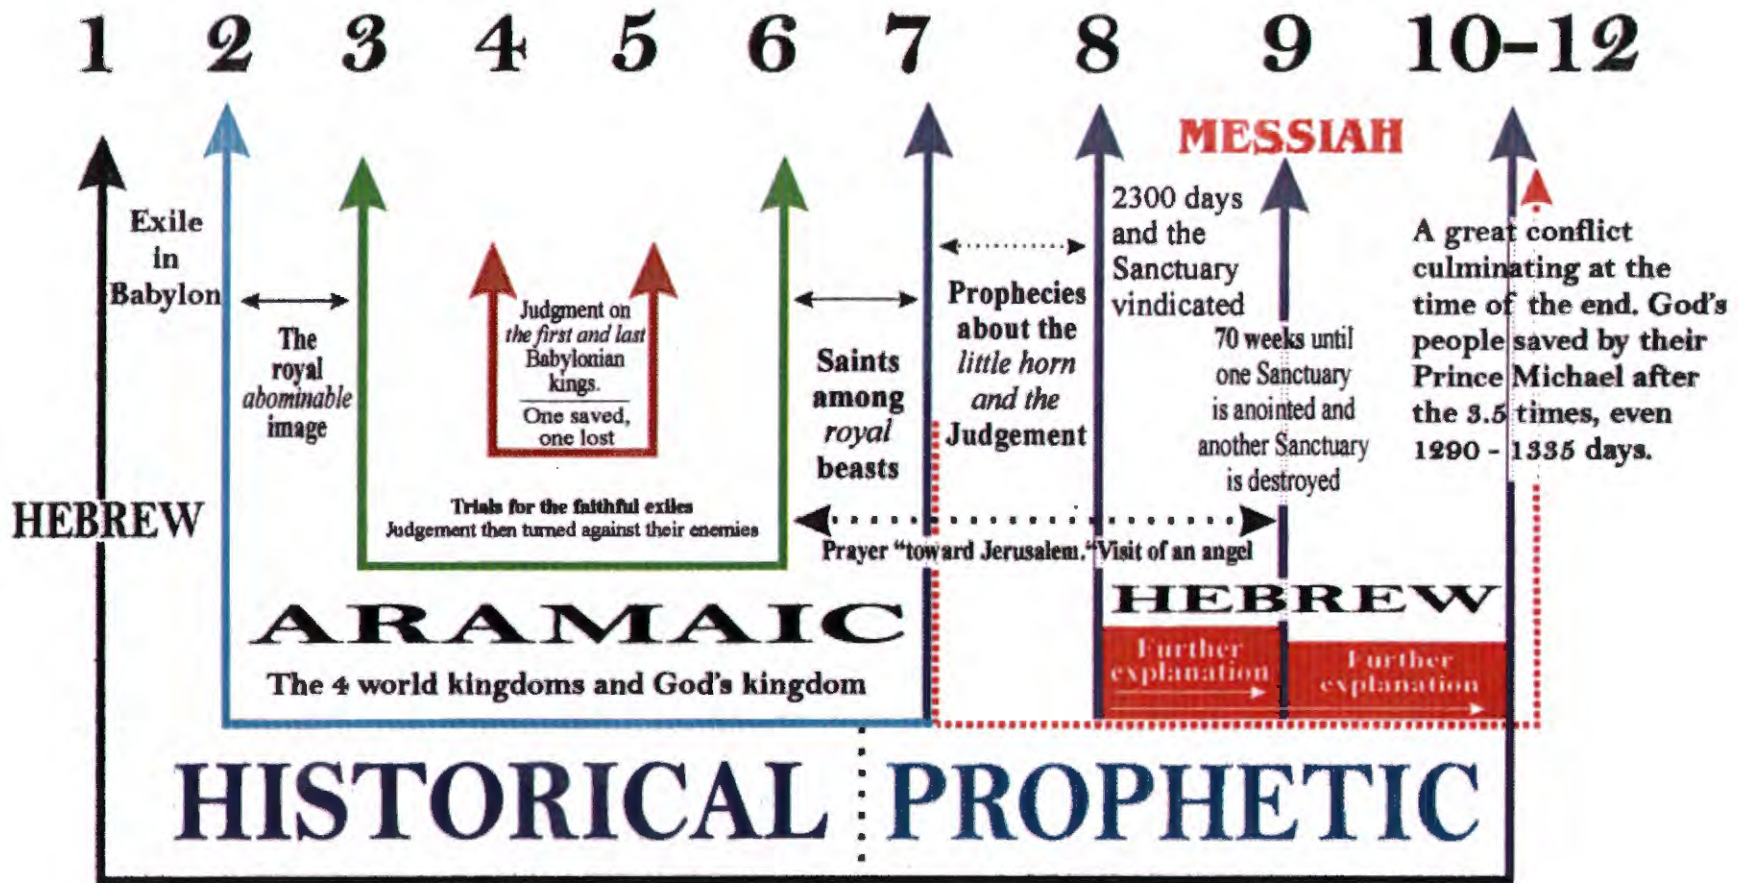 1 2 3 4 5 6 7 8 9 10-12
Exile
in
Babylon
The
royal
abominable
image
Judgment on
the first and last
Babylonian
kings.
One saved,
one lost
Trials for the faithful exiles
Judgement then turned against their enemies
Saints
among
royal
beasts
Prophecies
about the
little horn
and the
Judgement
2300 days
and the
Sanctuary
vindicated
MESSIAH
70 weeks until
one Sanctuary
is anointed and
another Sanctuary
is destroyed
A great conflict
culminating at the
time of the end. God's
people saved by their
Prince Michael after
the 3.5 times, even
1290 - 1335 days.
HEBREW
Prayer "toward Jerusalem."Visit of an angel
ARAMAIC
The 4 world kingdoms and God's kingdom
HEBREW
Further
explanation
Further
explanation
HISTORICAL
PROPHETIC